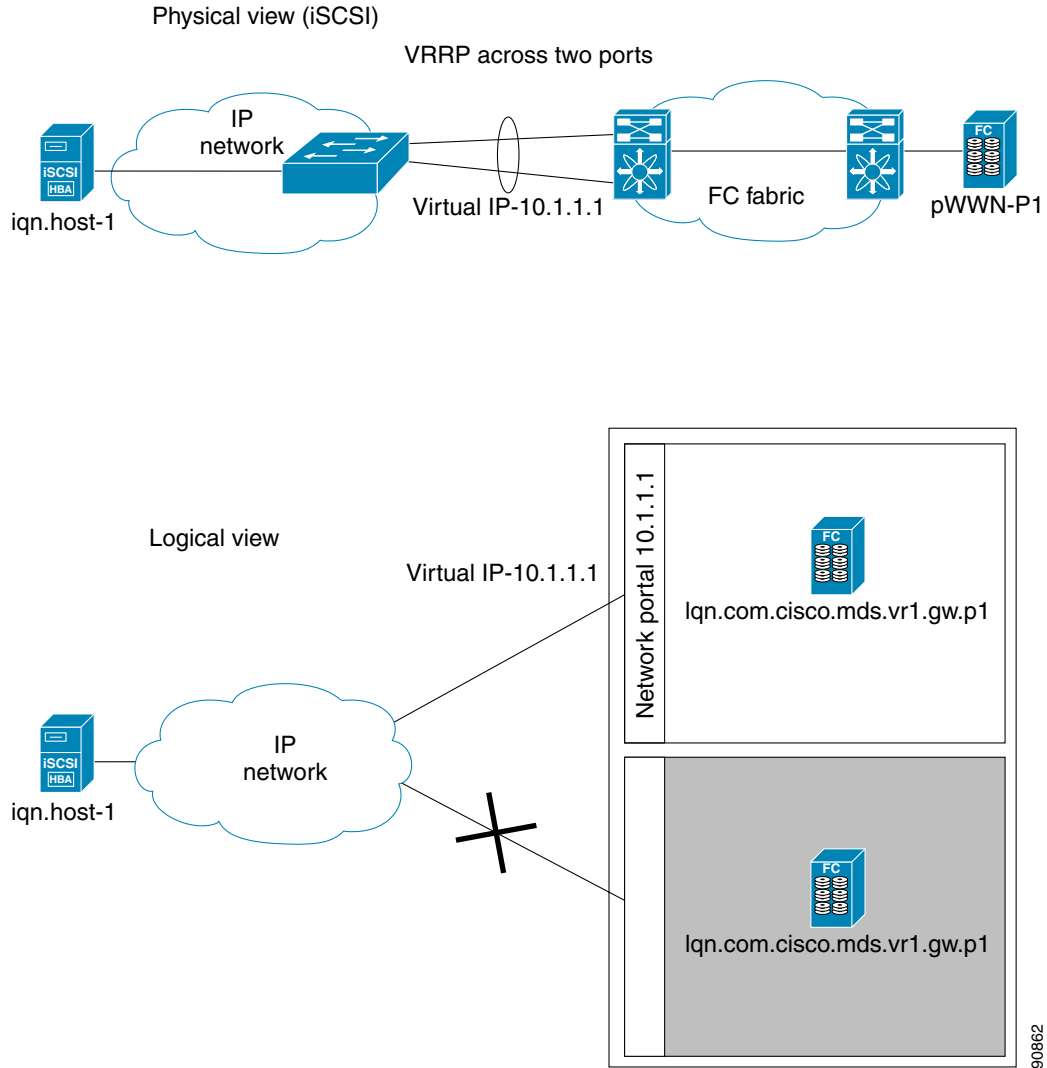 Physical view (iSCSI)
VRRP across two ports
IP
network
iSCSI
HBA
iqn.host-1
Virtual IP-10.1.1.1
FC fabric
FC
pWWN-P1
Logical view
Virtual IP-10.1.1.1
Network portal 10.1.1.1
FC
lqn.com.cisco.mds.vr1.gw.p1
iSCSI
HBA
iqn.host-1
IP
network
FC
lqn.com.cisco.mds.vr1.gw.p1
90862